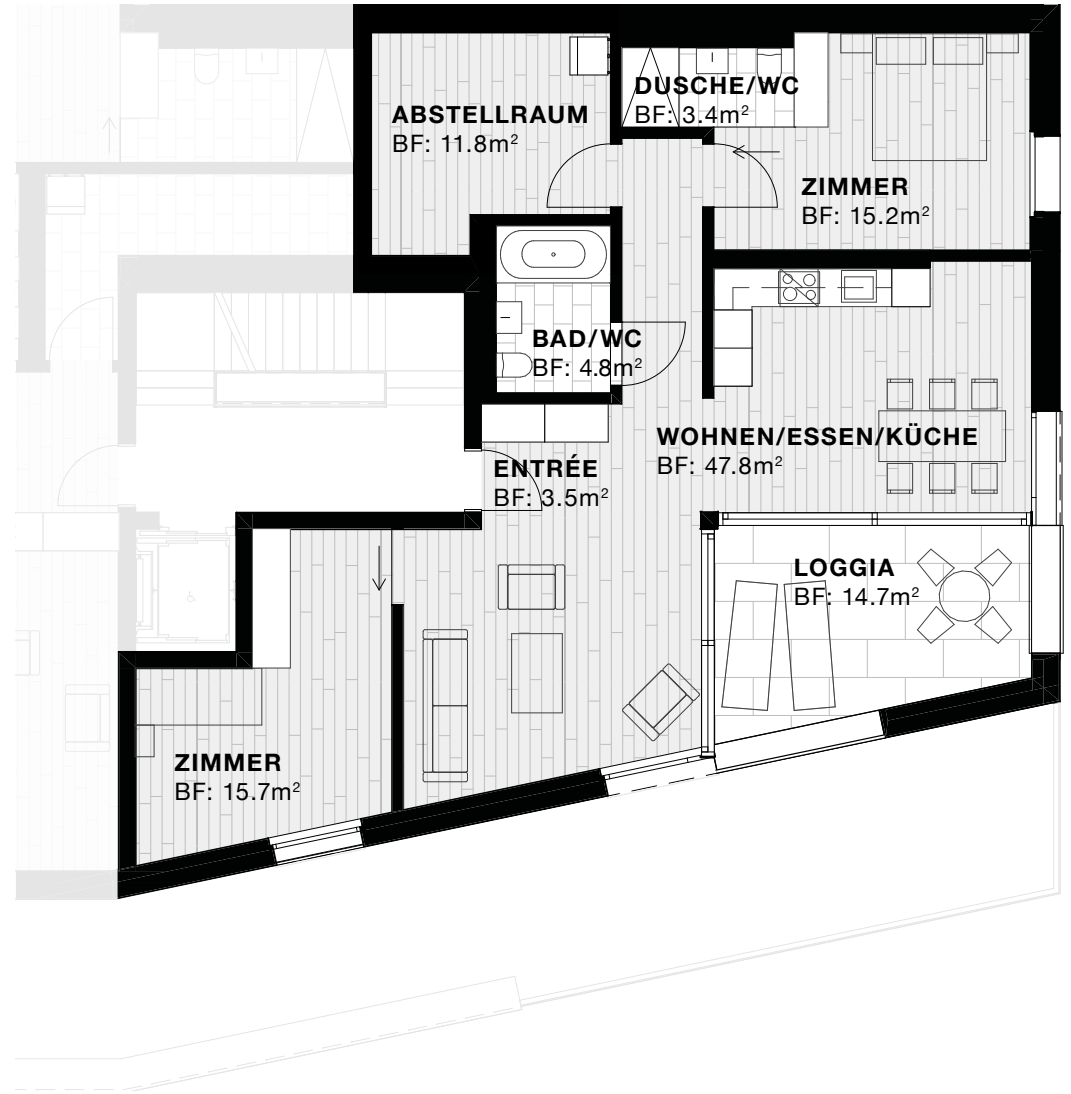 DUSCHE/WC
BF: 3.4m²
ABSTELLRAUM
BF: 11.8m²
ZIMMER
BF: 15.2m²
BAD/WC
BF: 4.8m²
WOHNEN/ESSEN/KÜCHE
BF: 47.8m²
ENTRÉE
BF: 3.5m²
LOGGIA
BF: 14.7m²
ZIMMER
BF: 15.7m²